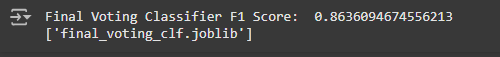 Final Voting Classifier F1 Score:  0.8636094674556213
['final_voting_clf.joblib']